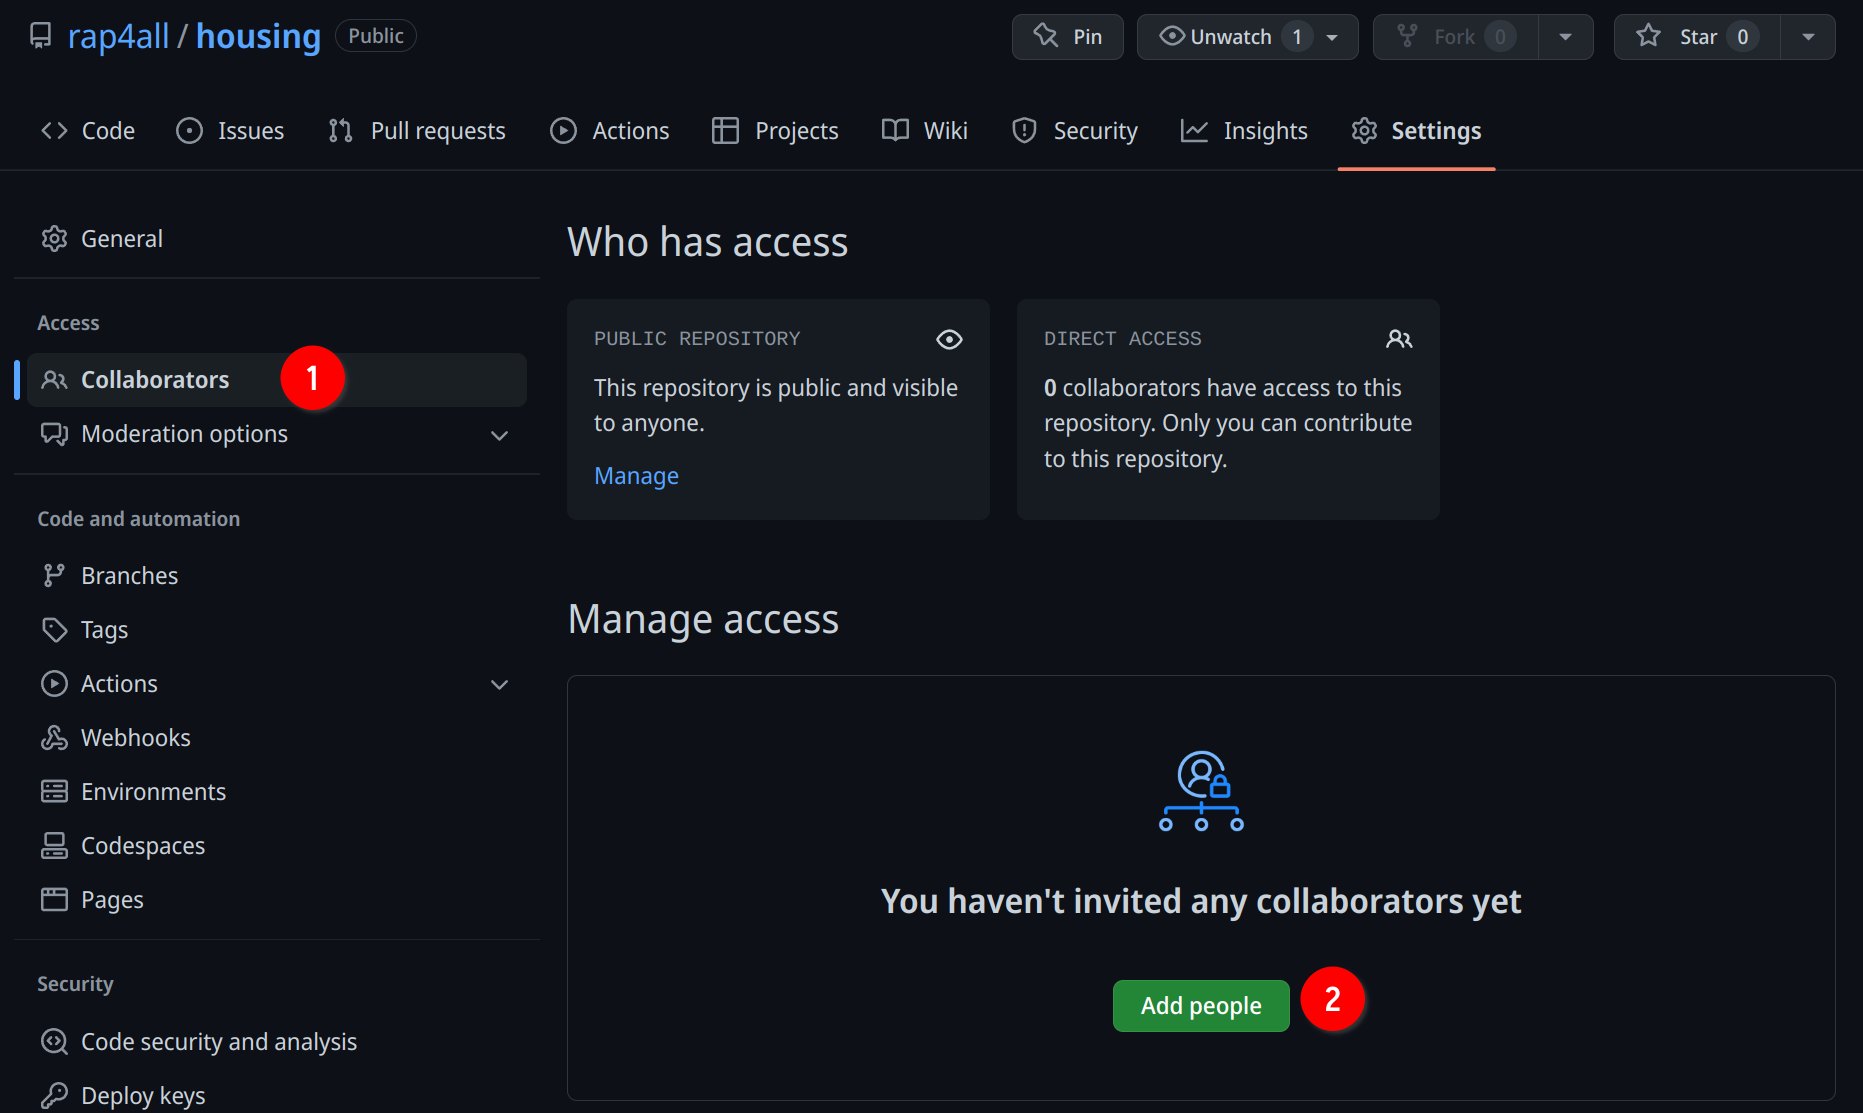 rap4all / housing Public
Pin Unwatch 1 Fork 0 Star 0
Code Issues Pull requests Actions Projects Wiki Security Insights Settings
General
Access
Collaborators 1
Moderation options
Code and automation
Branches
Tags
Actions
Webhooks
Environments
Codespaces
Pages
Security
Code security and analysis
Deploy keys
Who has access
PUBLIC REPOSITORY
This repository is public and visible
to anyone.
Manage
DIRECT ACCESS
0 collaborators have access to this
repository. Only you can contribute
to this repository.
Manage access
You haven't invited any collaborators yet
Add people 2